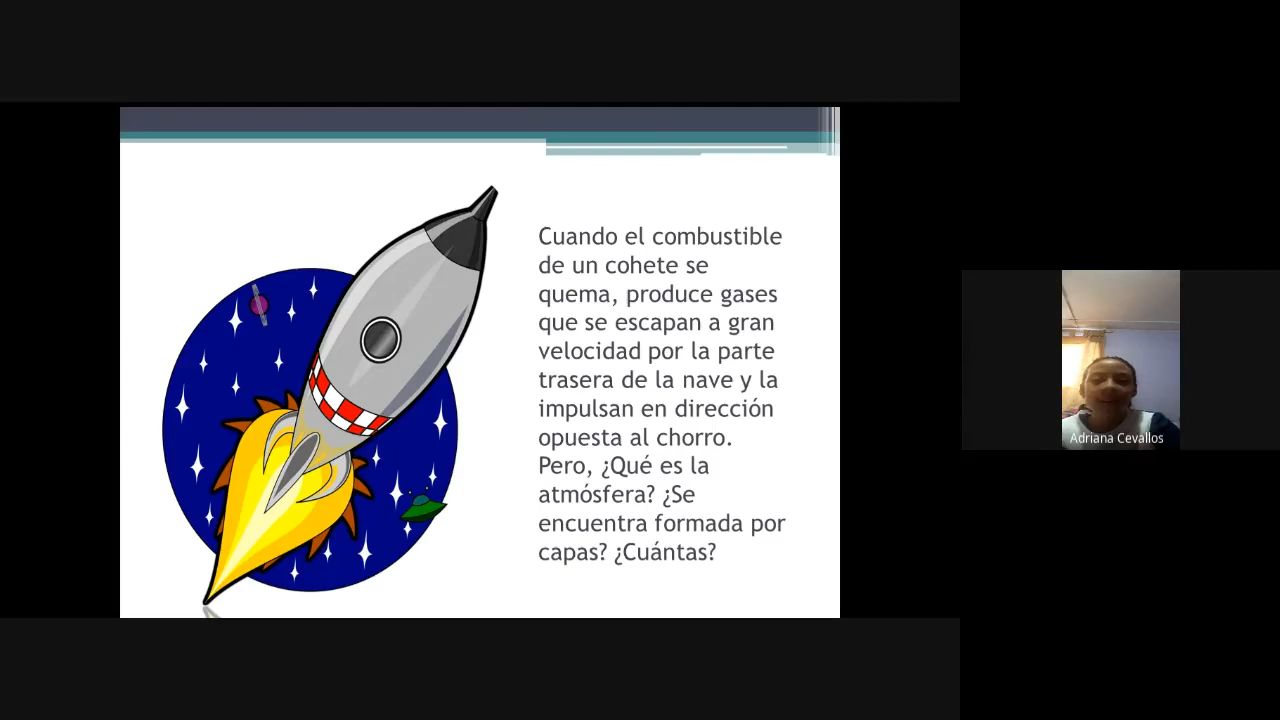 Cuando el combustible
de un cohete se
quema, produce gases
que se escapan a gran
velocidad por la parte
trasera de la nave y la
impulsan en dirección
opuesta al chorro.
Pero, ¿Qué es la
atmósfera? ¿Se
encuentra formada por
capas? ¿Cuántas?
Adriana Cevallos